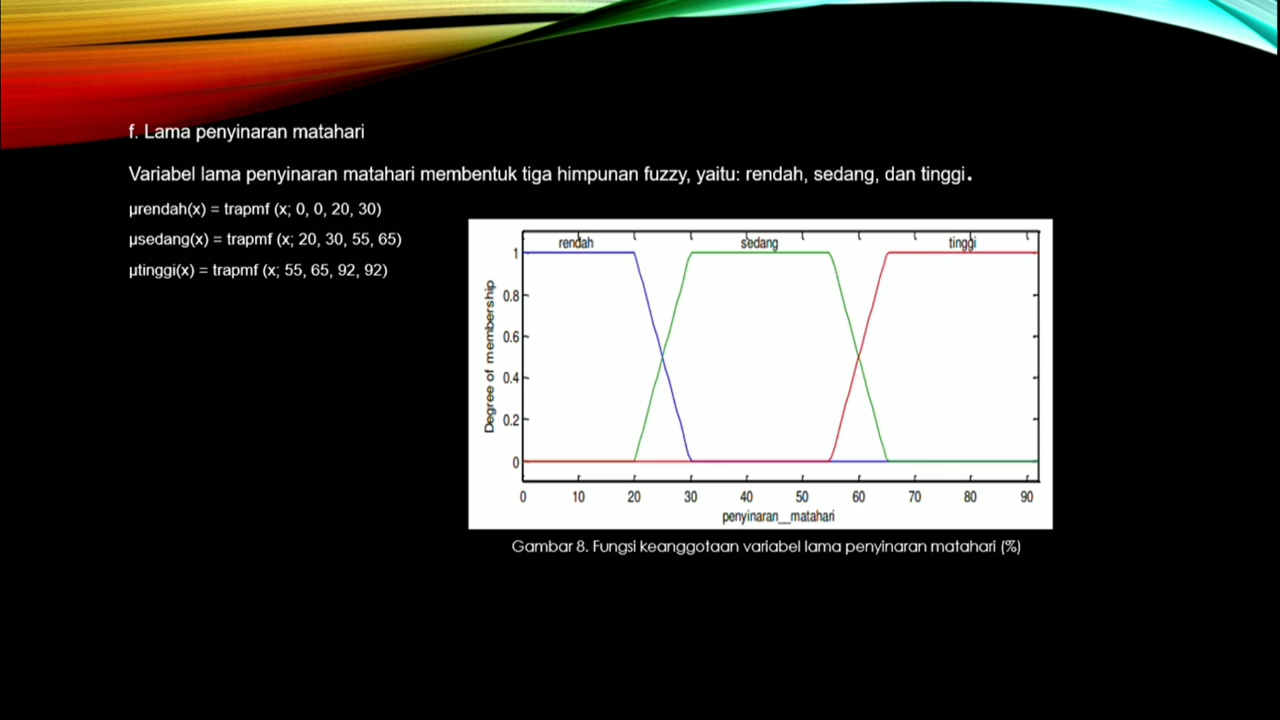 f. Lama penyinaran matahari
Variabel lama penyinaran matahari membentuk tiga himpunan fuzzy, yaitu: rendah, sedang, dan tinggi.
μrendah(x) = trapmf (x; 0, 0, 20, 30)
μsedang(x) = trapmf (x; 20, 30, 55, 65)
μtinggi(x) = trapmf (x; 55, 65, 92, 92)
rendah sedang tinggi
1
0.8
0.6
0.4
0.2
0
Degree of membership
0 10 20 30 40 50 60 70 80 90
penyinaran__matahari
Gambar 8. Fungsi keanggotaan variabel lama penyinaran matahari (%)